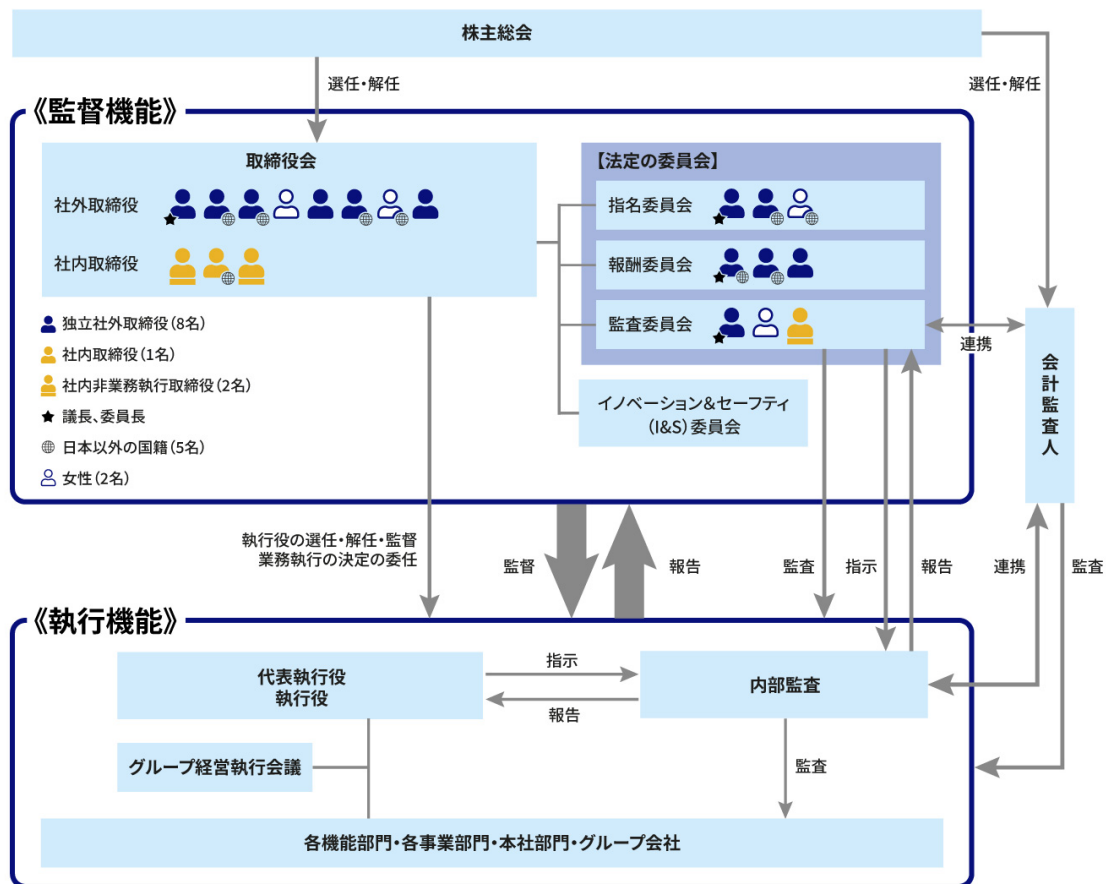 株主総会
選任・解任
選任・解任
《監督機能》
取締役会
社外取締役
社内取締役
独立社外取締役(8名)
社内取締役(1名)
社内非業務執行取締役(2名)
議長、委員長
日本以外の国籍(5名)
女性(2名)
【法定の委員会】
指名委員会
報酬委員会
監査委員会
イノベーション&セーフティ
(I&S)委員会
連携
会計監査人
執行役の選任・解任・監督
業務執行の決定の委任
監督
報告
監査
指示
報告
連携
監査
《執行機能》
代表執行役
執行役
指示
報告
内部監査
グループ経営執行会議
監査
各機能部門・各事業部門・本社部門・グループ会社